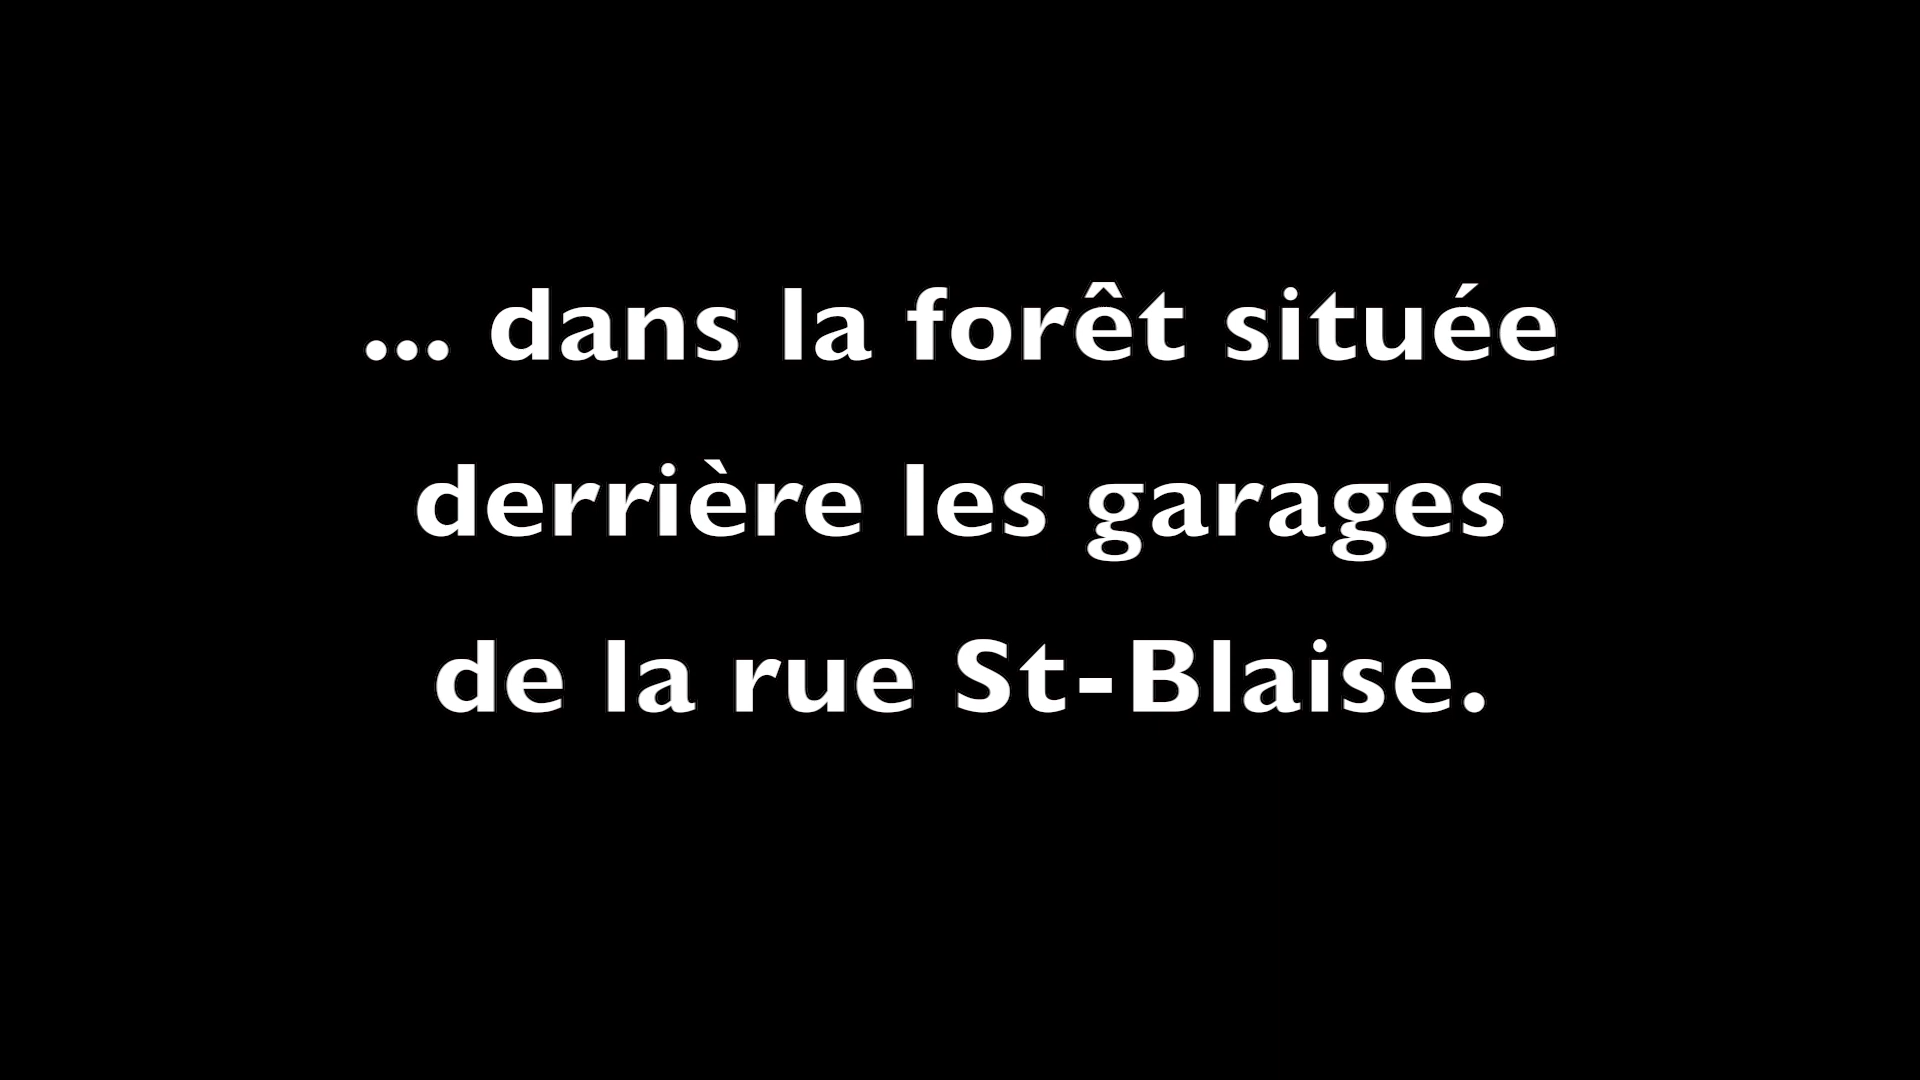 ... dans la forêt située
derrière les garages
de la rue St-Blaise.